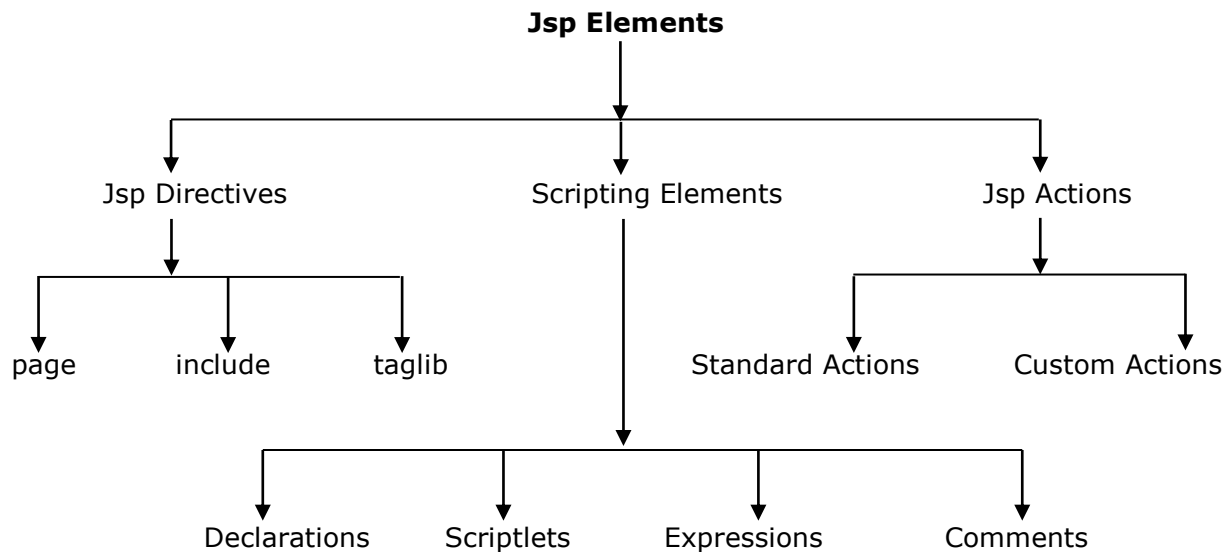 Jsp Elements
Jsp Directives Scripting Elements Jsp Actions
page include taglib Standard Actions Custom Actions
Declarations Scriptlets Expressions Comments